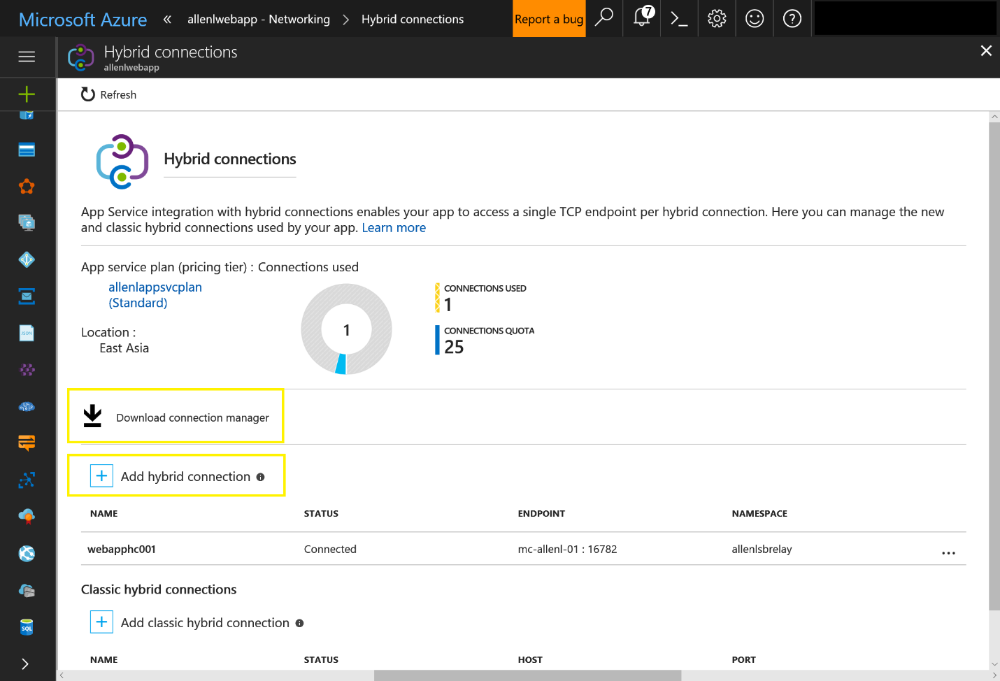 Microsoft Azure « allenlwebapp - Networking > Hybrid connections Report a bug 7
Hybrid connections
allenlwebapp
Refresh
Hybrid connections
App Service integration with hybrid connections enables your app to access a single TCP endpoint per hybrid connection. Here you can manage the new
and classic hybrid connections used by your app. Learn more
App service plan (pricing tier) : Connections used
allenlappsvcplan
(Standard)
Location :
East Asia
1
CONNECTIONS USED
1
CONNECTIONS QUOTA
25
Download connection manager
Add hybrid connection
NAME STATUS ENDPOINT NAMESPACE
webapphc001 Connected mc-allenl-01 : 16782 allenlsbrelay ...
Classic hybrid connections
Add classic hybrid connection
NAME STATUS HOST PORT
JSON
SQL